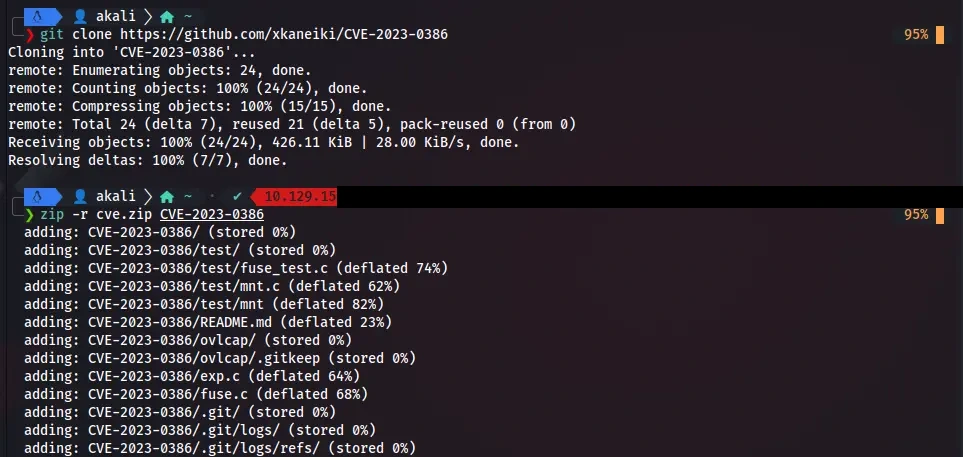 akali ~
git clone https://github.com/xkaneiki/CVE-2023-0386 95%
Cloning into 'CVE-2023-0386'...
remote: Enumerating objects: 24, done.
remote: Counting objects: 100% (24/24), done.
remote: Compressing objects: 100% (15/15), done.
remote: Total 24 (delta 7), reused 21 (delta 5), pack-reused 0 (from 0)
Receiving objects: 100% (24/24), 426.11 KiB | 28.00 KiB/s, done.
Resolving deltas: 100% (7/7), done.
akali ~ · ✔ 10.129.15
zip -r cve.zip CVE-2023-0386 95%
adding: CVE-2023-0386/ (stored 0%)
adding: CVE-2023-0386/test/ (stored 0%)
adding: CVE-2023-0386/test/fuse_test.c (deflated 74%)
adding: CVE-2023-0386/test/mnt.c (deflated 62%)
adding: CVE-2023-0386/test/mnt (deflated 82%)
adding: CVE-2023-0386/README.md (deflated 23%)
adding: CVE-2023-0386/ovlcap/ (stored 0%)
adding: CVE-2023-0386/ovlcap/.gitkeep (stored 0%)
adding: CVE-2023-0386/exp.c (deflated 64%)
adding: CVE-2023-0386/fuse.c (deflated 68%)
adding: CVE-2023-0386/.git/ (stored 0%)
adding: CVE-2023-0386/.git/logs/ (stored 0%)
adding: CVE-2023-0386/.git/logs/refs/ (stored 0%)